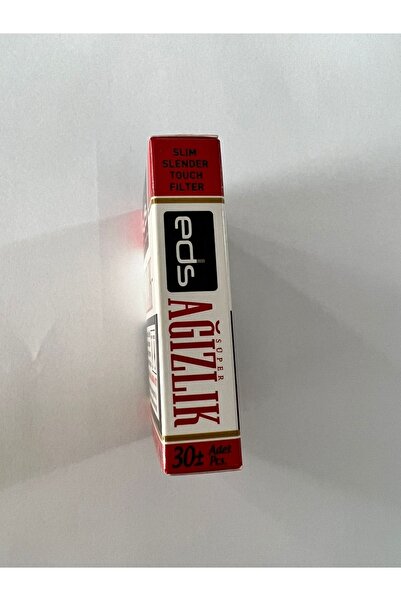 SLIM
SLENDER
TOUCH
FILTER
eds
SÜPER
AĞIZLIK
30±
Adet
Pcs.